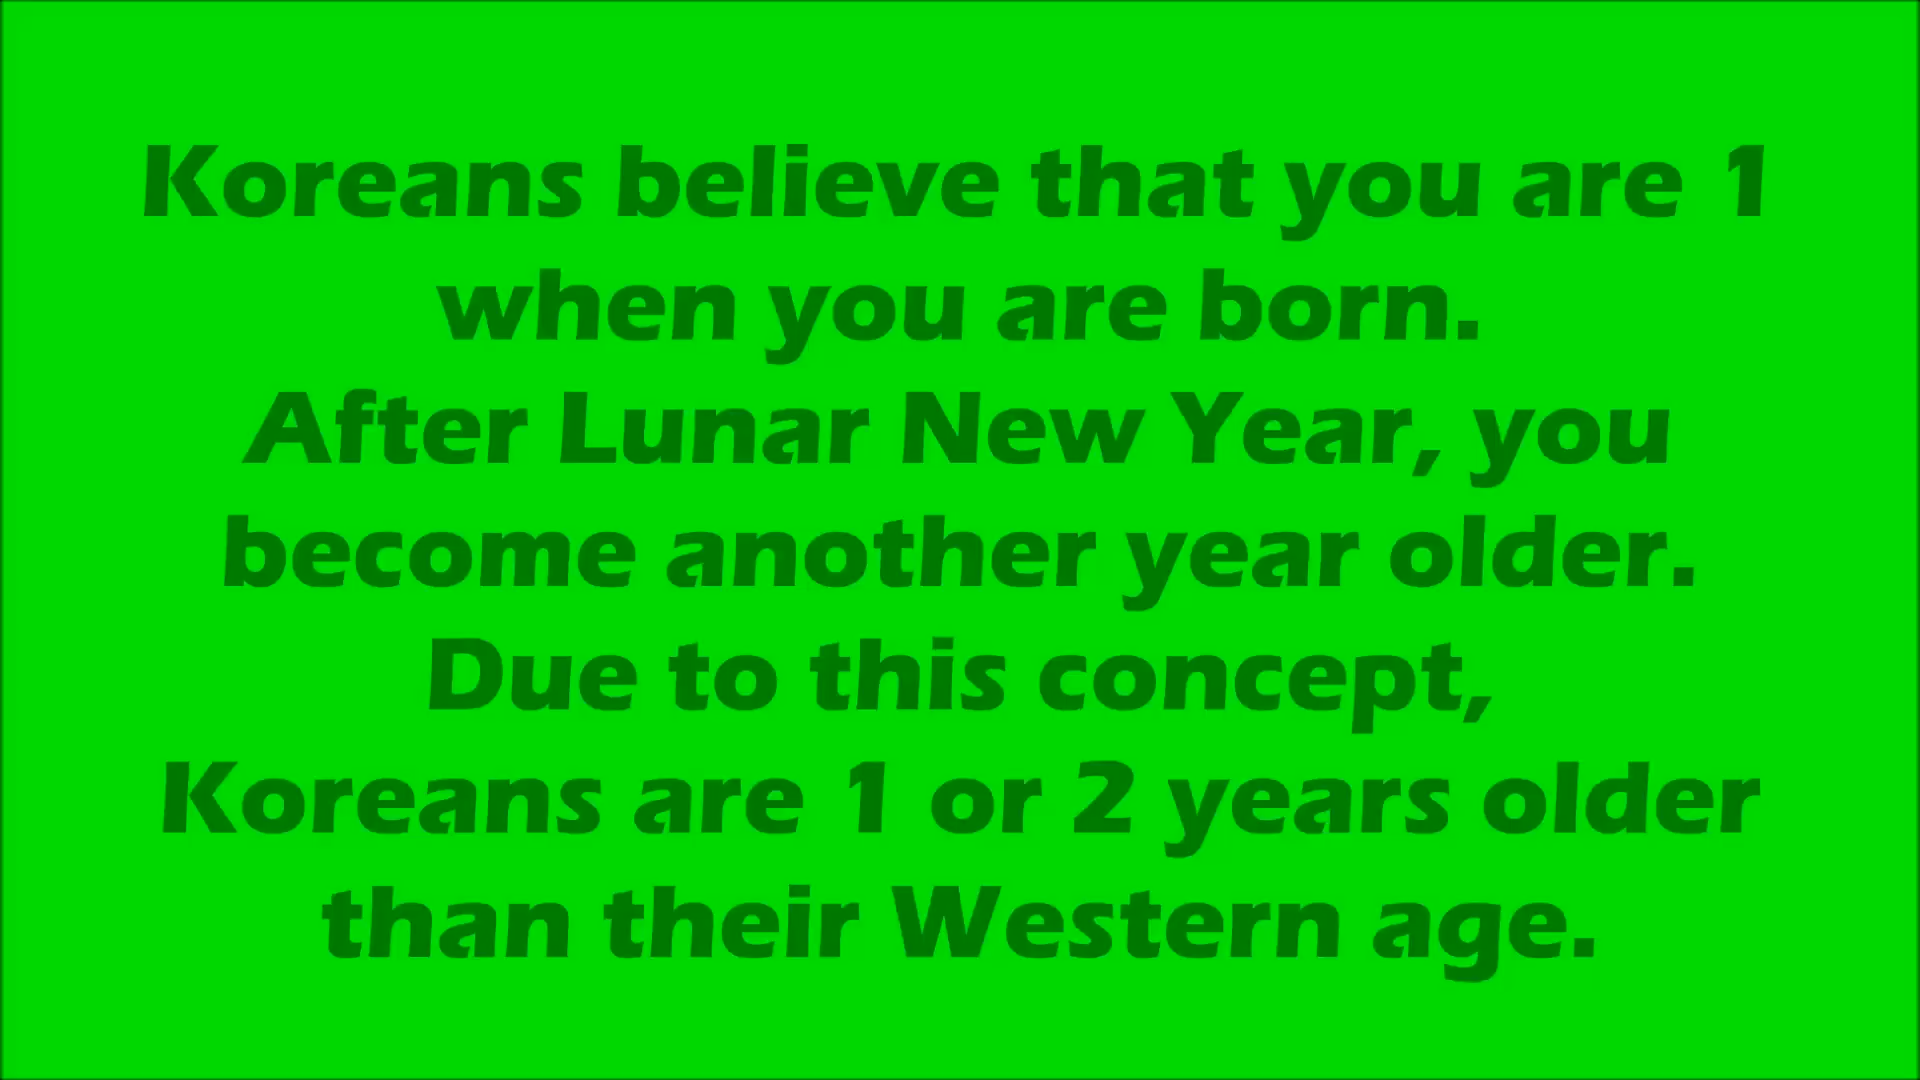 Koreans believe that you are 1
when you are born.
After Lunar New Year, you
become another year older.
Due to this concept,
Koreans are 1 or 2 years older
than their Western age.